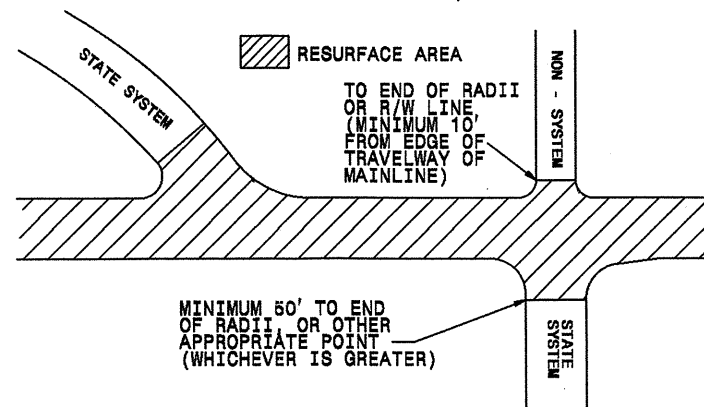 STATE SYSTEM
RESURFACE AREA
TO END OF RADII
OR R/W LINE
(MINIMUM 10'
FROM EDGE OF
TRAVELWAY OF
MAINLINE)
NON - SYSTEM
MINIMUM 50' TO END
OF RADII, OR OTHER
APPROPRIATE POINT
(WHICHEVER IS GREATER)
STATE
SYSTEM